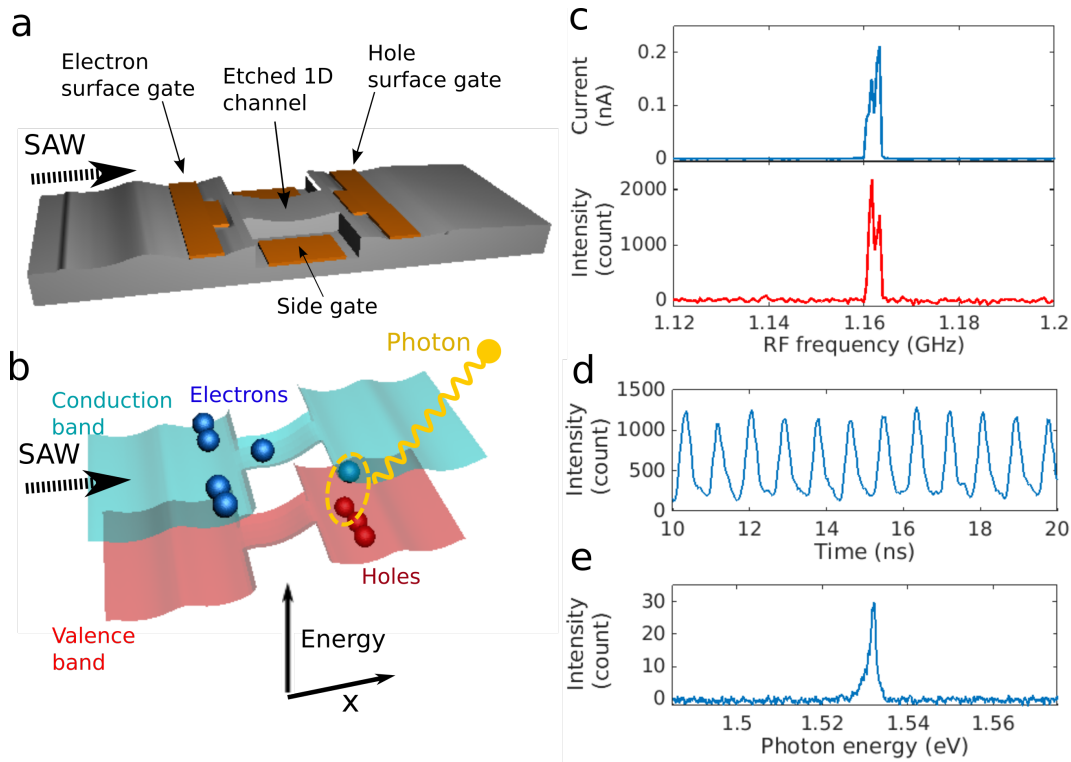 a
Electron
surface gate
Etched 1D
channel
Hole
surface gate
SAW
Side gate
b
Photon
Conduction
band
Electrons
SAW
Holes
Valence
band
Energy
x
c
Current
(nA)
0.2
0.1
0
Intensity
(count)
2000
1000
0
1.12
1.14
1.16
1.18
1.2
RF frequency (GHz)
d
Intensity
(count)
1500
1000
500
0
10
12
14
16
18
20
Time (ns)
e
Intensity
(count)
30
20
10
0
1.5
1.52
1.54
1.56
Photon energy (eV)